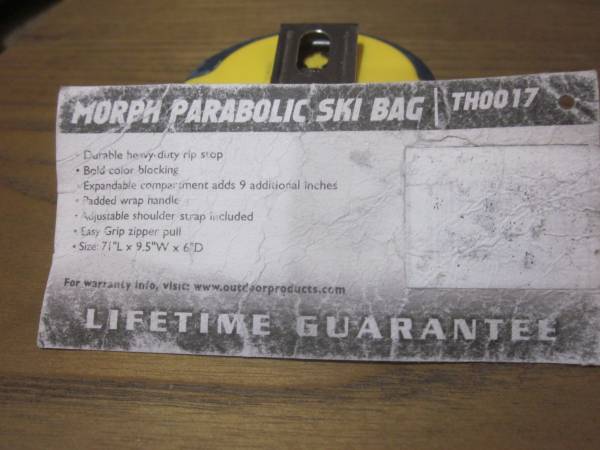 MORPH PARABOLIC SKI BAG | TH0017
• Durable heavy-duty rip stop
• Bold color blocking
• Expandable compartment adds 9 additional inches
• Padded wrap handle
• Adjustable shoulder strap included
• Easy Grip zipper pull
• Size: 71"L x 9.5"W x 6"D
For warranty info, visit: www.outdoorproducts.com
LIFETIME GUARANTEE